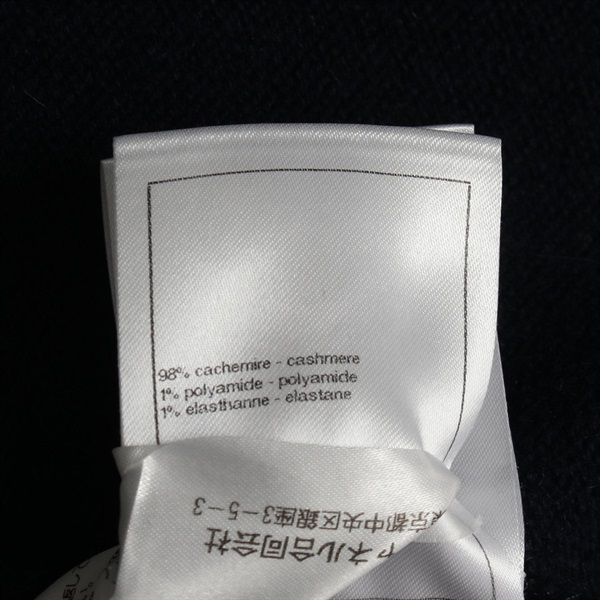 98% cachemire - cashmere
1% polyamide - polyamide
1% elasthanne - elastane
ャネル合同会社
東京都中央区銀座3-5-3